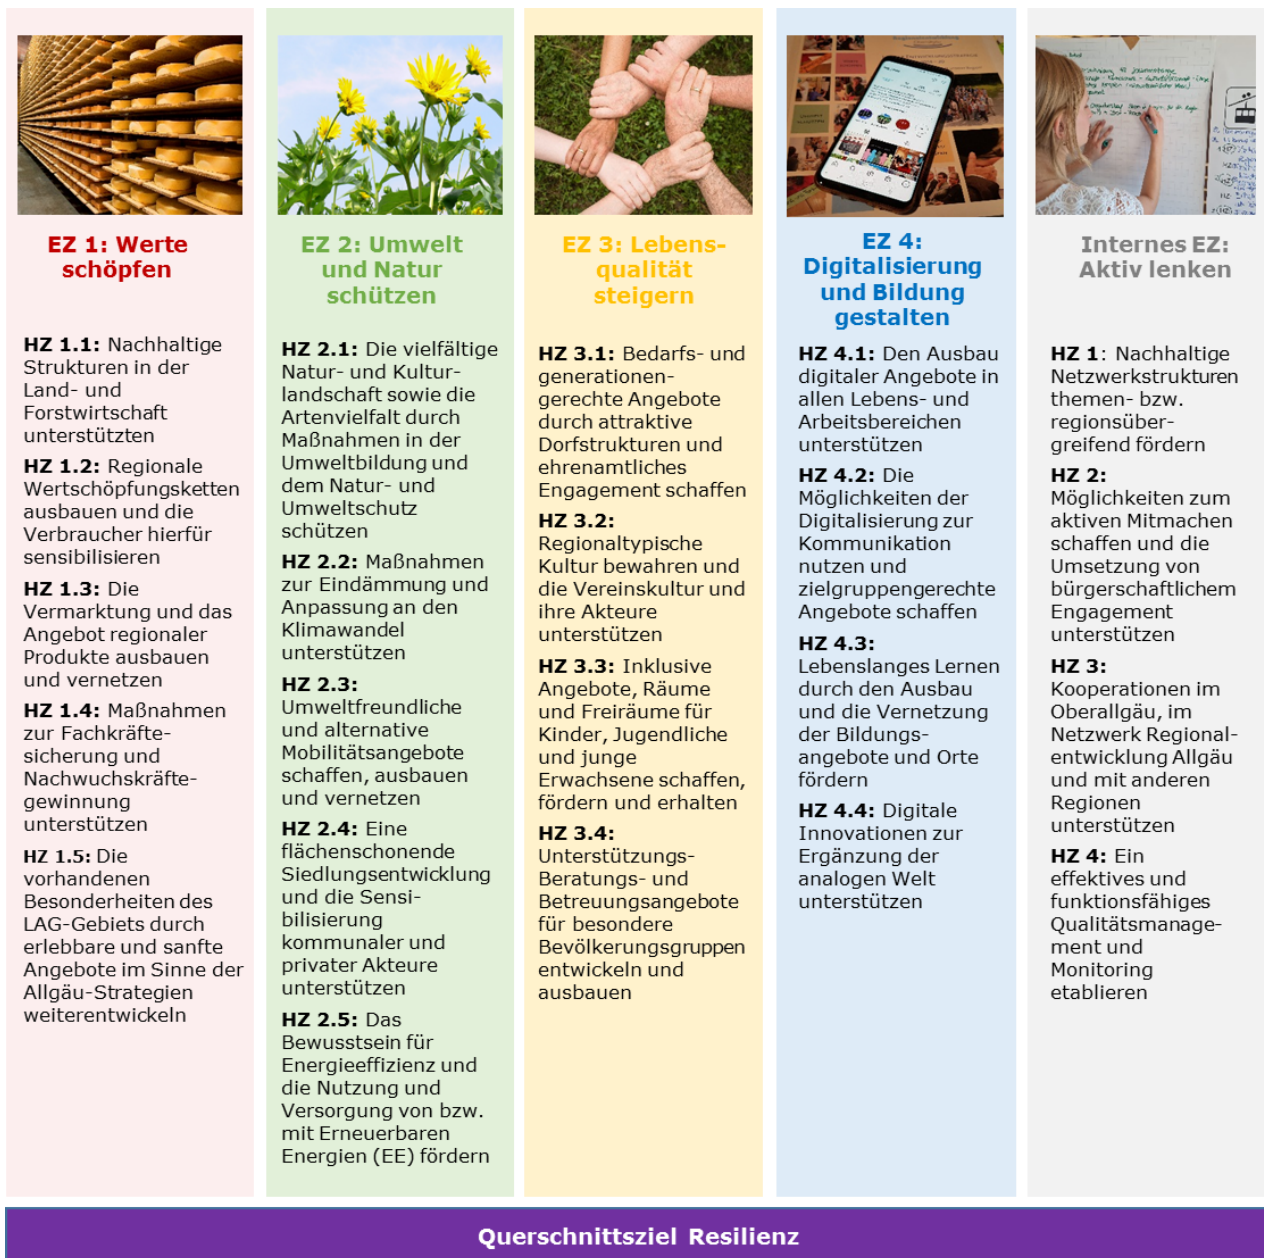 EZ 1: Werte
schöpfen
HZ 1.1: Nachhaltige
Strukturen in der
Land- und
Forstwirtschaft
unterstützten
HZ 1.2: Regionale
Wertschöpfungsketten
ausbauen und die
Verbraucher hierfür
sensibilisieren
HZ 1.3: Die
Vermarktung und das
Angebot regionaler
Produkte ausbauen
und vernetzen
HZ 1.4: Maßnahmen
zur Fachkräfte-
sicherung und
Nachwuchskräfte-
gewinnung
unterstützen
HZ 1.5: Die
vorhandenen
Besonderheiten des
LAG-Gebiets durch
erlebbare und sanfte
Angebote im Sinne der
Allgäu-Strategien
weiterentwickeln
EZ 2: Umwelt
und Natur
schützen
HZ 2.1: Die vielfältige
Natur- und Kultur-
landschaft sowie die
Artenvielfalt durch
Maßnahmen in der
Umweltbildung und
dem Natur- und
Umweltschutz
schützen
HZ 2.2: Maßnahmen
zur Eindämmung und
Anpassung an den
Klimawandel
unterstützen
HZ 2.3:
Umweltfreundliche
und alternative
Mobilitätsangebote
schaffen, ausbauen
und vernetzen
HZ 2.4: Eine
flächenschonende
Siedlungsentwicklung
und die Sensi-
bilisierung
kommunaler und
privater Akteure
unterstützen
HZ 2.5: Das
Bewusstsein für
Energieeffizienz und
die Nutzung und
Versorgung von bzw.
mit Erneuerbaren
Energien (EE) fördern
EZ 3: Lebens-
qualität
steigern
HZ 3.1: Bedarfs- und
generationen-
gerechte Angebote
durch attraktive
Dorfstrukturen und
ehrenamtliches
Engagement schaffen
HZ 3.2:
Regionaltypische
Kultur bewahren und
die Vereinskultur und
ihre Akteure
unterstützen
HZ 3.3: Inklusive
Angebote, Räume
und Freiräume für
Kinder, Jugendliche
und junge
Erwachsene schaffen,
fördern und erhalten
HZ 3.4:
Unterstützungs-
Beratungs- und
Betreuungsangebote
für besondere
Bevölkerungsgruppen
entwickeln und
ausbauen
EZ 4:
Digitalisierung
und Bildung
gestalten
HZ 4.1: Den Ausbau
digitaler Angebote in
allen Lebens- und
Arbeitsbereichen
unterstützen
HZ 4.2: Die
Möglichkeiten der
Digitalisierung zur
Kommunikation
nutzen und
zielgruppengerechte
Angebote schaffen
HZ 4.3:
Lebenslanges Lernen
durch den Ausbau
und die Vernetzung
der Bildungs-
angebote und Orte
fördern
HZ 4.4: Digitale
Innovationen zur
Ergänzung der
analogen Welt
unterstützen
Internes EZ:
Aktiv lenken
HZ 1: Nachhaltige
Netzwerkstrukturen
themen- bzw.
regionsüber-
greifend fördern
HZ 2:
Möglichkeiten zum
aktiven Mitmachen
schaffen und die
Umsetzung von
bürgerschaftlichem
Engagement
unterstützen
HZ 3:
Kooperationen im
Oberallgäu, im
Netzwerk Regional-
entwicklung Allgäu
und mit anderen
Regionen
unterstützen
HZ 4: Ein
effektives und
funktionsfähiges
Qualitätsmanage-
ment und
Monitoring
etablieren
Querschnittsziel Resilienz